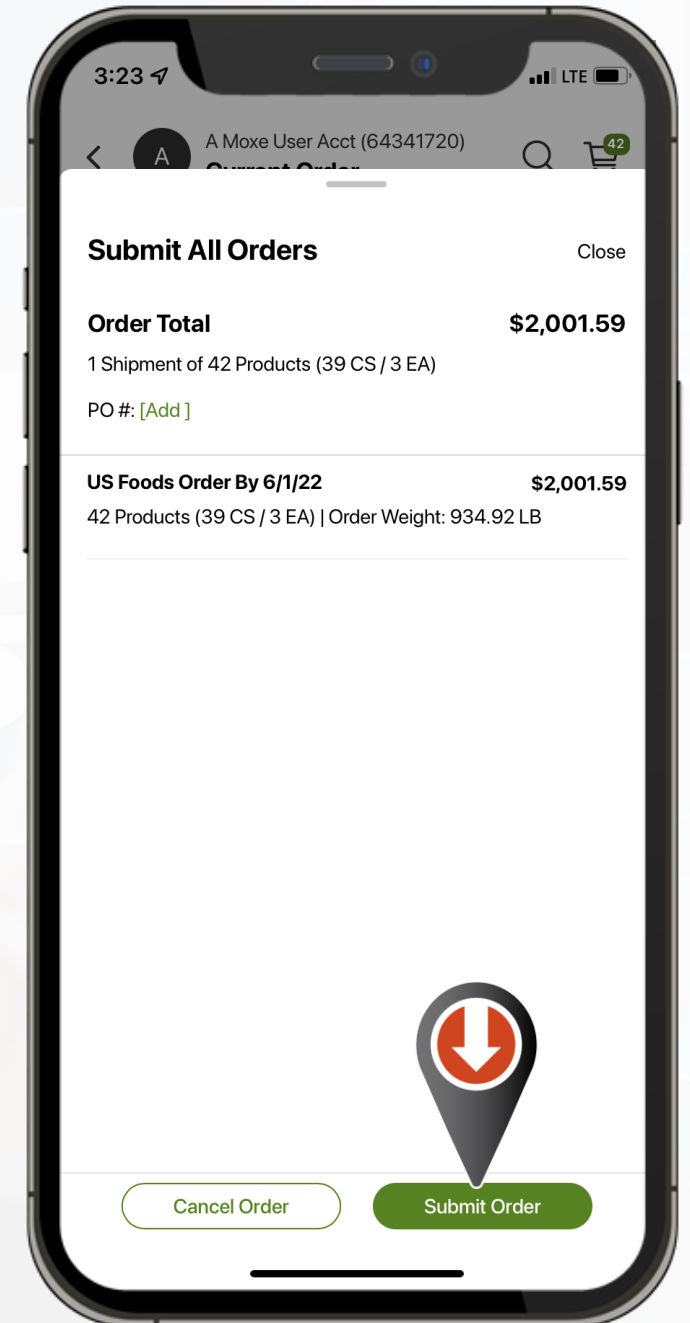 3:23 LTE
A Moxe User Acct (64341720)
A
42
Current Order
Submit All Orders
Close
Order Total
$2,001.59
1 Shipment of 42 Products (39 CS / 3 EA)
PO #: [Add ]
US Foods Order By 6/1/22
$2,001.59
42 Products (39 CS / 3 EA) | Order Weight: 934.92 LB
Cancel Order
Submit Order